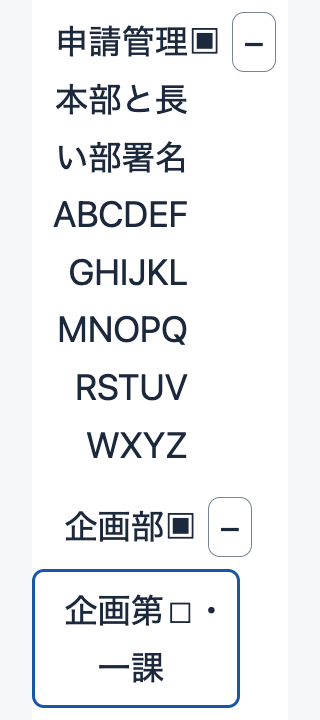 申請管理▣ −
本部と長
い部署名
ABCDEF
GHIJKL
MNOPQ
RSTUV
WXYZ
企画部▣ −
企画第□・
一課